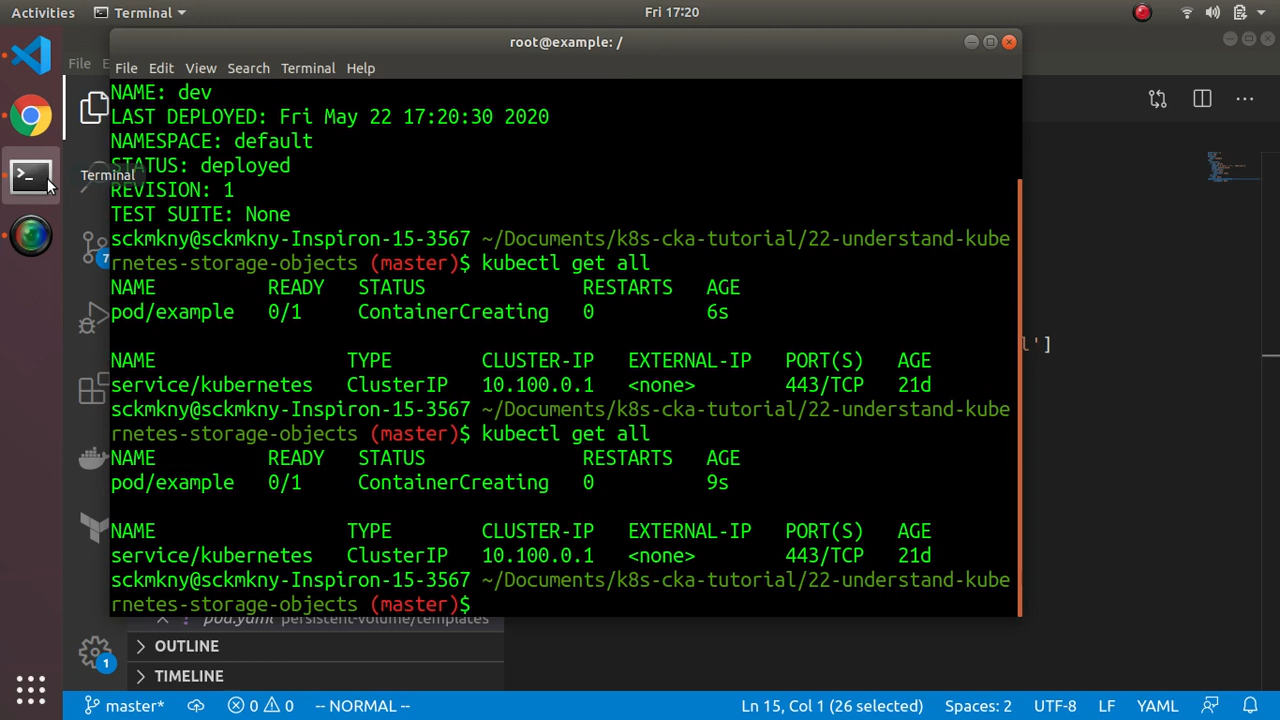 Activities Terminal Fri 17:20
root@example: /
File Edit View Search Terminal Help
File
NAME: dev
LAST DEPLOYED: Fri May 22 17:20:30 2020
NAMESPACE: default
STATUS: deployed
Terminal
REVISION: 1
TEST SUITE: None
sckmkny@sckmkny-Inspiron-15-3567 ~/Documents/k8s-cka-tutorial/22-understand-kube
rnetes-storage-objects (master)$ kubectl get all
NAME READY STATUS RESTARTS AGE
pod/example 0/1 ContainerCreating 0 6s
NAME TYPE CLUSTER-IP EXTERNAL-IP PORT(S) AGE
service/kubernetes ClusterIP 10.100.0.1 <none> 443/TCP 21d
sckmkny@sckmkny-Inspiron-15-3567 ~/Documents/k8s-cka-tutorial/22-understand-kube
rnetes-storage-objects (master)$ kubectl get all
NAME READY STATUS RESTARTS AGE
pod/example 0/1 ContainerCreating 0 9s
NAME TYPE CLUSTER-IP EXTERNAL-IP PORT(S) AGE
service/kubernetes ClusterIP 10.100.0.1 <none> 443/TCP 21d
sckmkny@sckmkny-Inspiron-15-3567 ~/Documents/k8s-cka-tutorial/22-understand-kube
rnetes-storage-objects (master)$
l']
7
pod.yaml persistent-volume/templates
OUTLINE
1
TIMELINE
master* 0 0 -- NORMAL -- Ln 15, Col 1 (26 selected) Spaces: 2 UTF-8 LF YAML